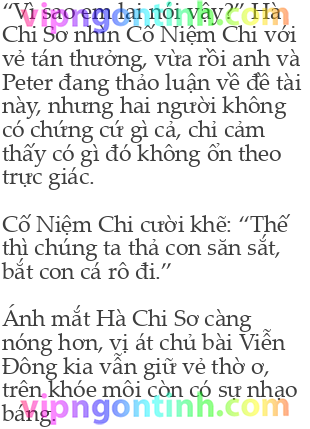 “Vì sao em lại nói vậy?” Hà
Chi Sơ nhìn Cố Niệm Chi với
vẻ tán thưởng, vừa rồi anh và
Peter đang thảo luận về đề tài
này, nhưng hai người không
có chứng cứ gì cả, chỉ cảm
thấy có gì đó không ổn theo
trực giác.
Cố Niệm Chi cười khẽ: “Thế
thì chúng ta thả con săn sắt,
bắt con cá rô đi.”
Ánh mắt Hà Chi Sơ càng
nóng hơn, vị át chủ bài Viễn
Đông kia vẫn giữ vẻ thờ ơ,
trên khóe môi còn có sự nhạo
báng.
vipngontinh.com
vipngontinh.com
vipngontinh.com